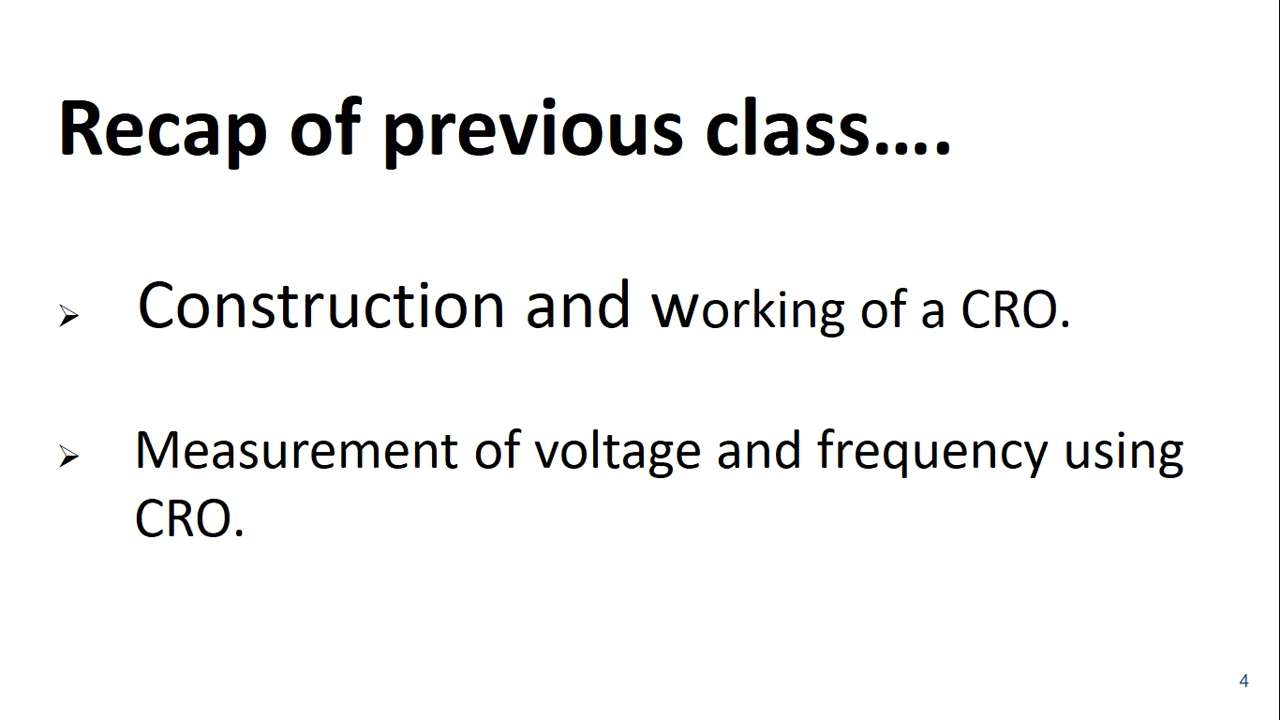 Recap of previous class....
➢ Construction and working of a CRO.
➢ Measurement of voltage and frequency using
CRO.
4